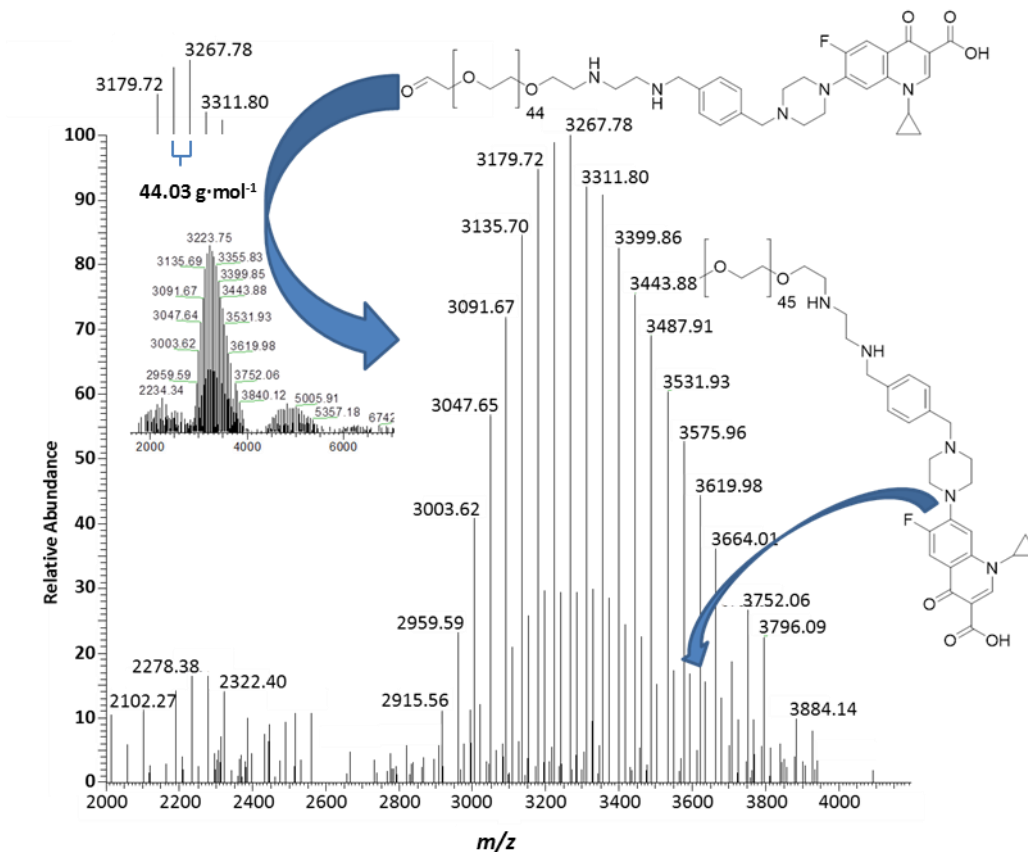 3267.78
3179.72
3311.80
44.03 g·mol-1
O
O
O
44
H
N
N
H
N
N
F
O
O
OH
N
100
90
80
70
60
50
40
30
20
10
0
Relative Abundance
3267.78
3179.72
3311.80
3135.70
3399.86
3091.67
3443.88
3487.91
3047.65
3531.93
3575.96
3003.62
3619.98
3664.01
2959.59
3752.06
3796.09
2278.38
2322.40
2102.27
2915.56
3884.14
3223.75
3135.69
3355.83
3399.85
3091.67
3443.88
3047.64
3531.93
3003.62
3619.98
2959.59
3752.06
2234.34
3840.12
5005.91
5357.18
6742
2000
4000
6000
O
O
45
NH
NH
N
N
F
N
O
O
OH
2000
2200
2400
2600
2800
3000
3200
3400
3600
3800
4000
m/z